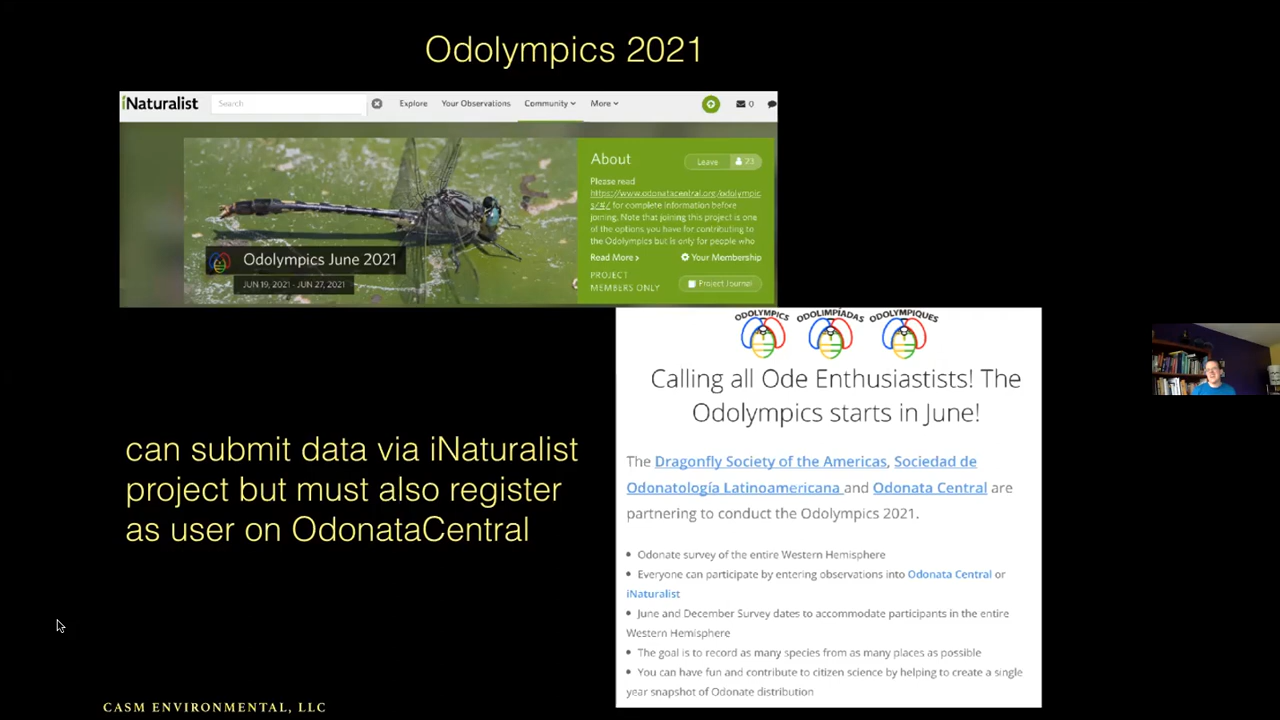 Odolympics 2021
iNaturalist
Search
Explore
Your Observations
Community
More
0
About
Leave
23
Please read
https://www.odonatacentral.org/odolympic
s/#/ for complete information before
joining. Note that joining this project is one
of the options you have for contributing to
the Odolympics but is only for people who
Read More >
Your Membership
PROJECT
MEMBERS ONLY
Project Journal
Odolympics June 2021
JUN 19, 2021 - JUN 27, 2021
ODOLYMPICS ODOLIMPÍADAS ODOLYMPIQUES
Calling all Ode Enthusiastists! The
Odolympics starts in June!
The Dragonfly Society of the Americas, Sociedad de
Odonatología Latinoamericana and Odonata Central are
partnering to conduct the Odolympics 2021.
• Odonate survey of the entire Western Hemisphere
• Everyone can participate by entering observations into Odonata Central or
iNaturalist
• June and December Survey dates to accommodate participants in the entire
Western Hemisphere
• The goal is to record as many species from as many places as possible
• You can have fun and contribute to citizen science by helping to create a single
year snapshot of Odonate distribution
can submit data via iNaturalist
project but must also register
as user on OdonataCentral
CASM ENVIRONMENTAL, LLC